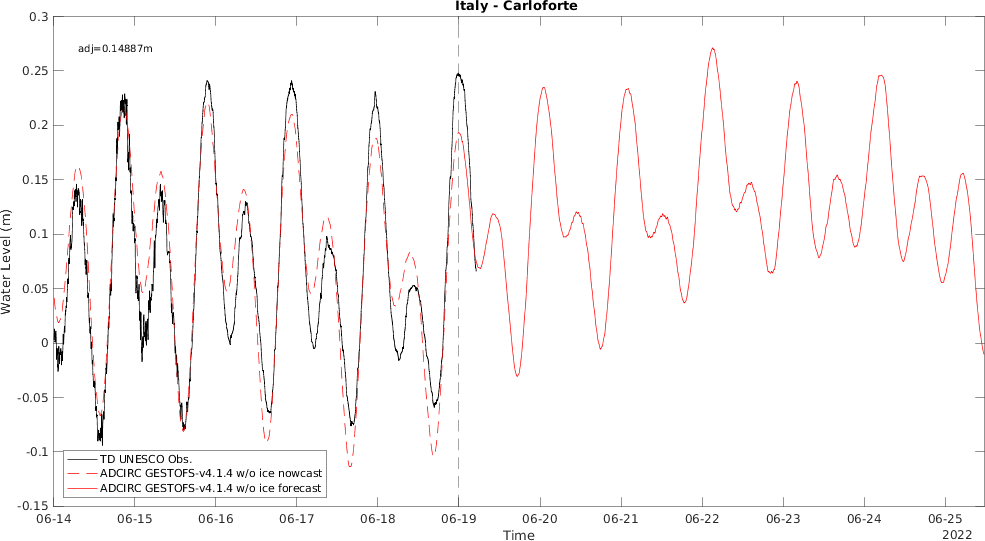 Italy - Carloforte
adj=0.14887m
0.3
0.25
0.2
0.15
0.1
0.05
0
-0.05
-0.1
-0.15
Water Level (m)
TD UNESCO Obs.
ADCIRC GESTOFS-v4.1.4 w/o ice nowcast
ADCIRC GESTOFS-v4.1.4 w/o ice forecast
06-14 06-15 06-16 06-17 06-18 06-19 06-20 06-21 06-22 06-23 06-24 06-25
Time
2022